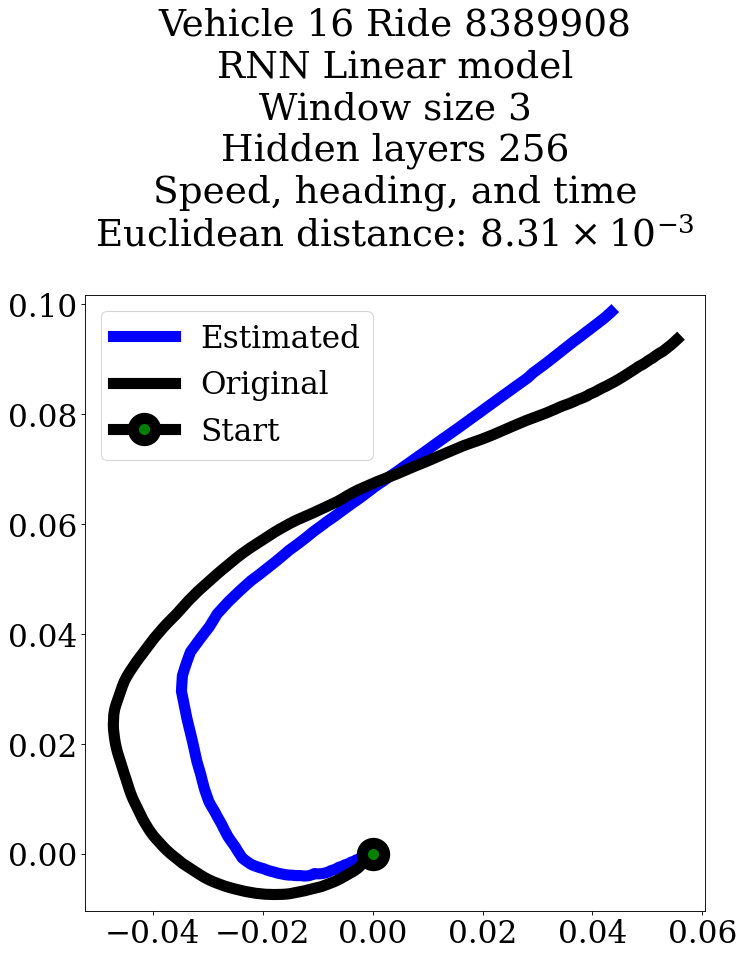 Vehicle 16 Ride 8389908
RNN Linear model
Window size 3
Hidden layers 256
Speed, heading, and time
Euclidean distance: 8.31 × 10⁻³
Estimated
Original
Start
0.10
0.08
0.06
0.04
0.02
0.00
−0.04 −0.02 0.00 0.02 0.04 0.06